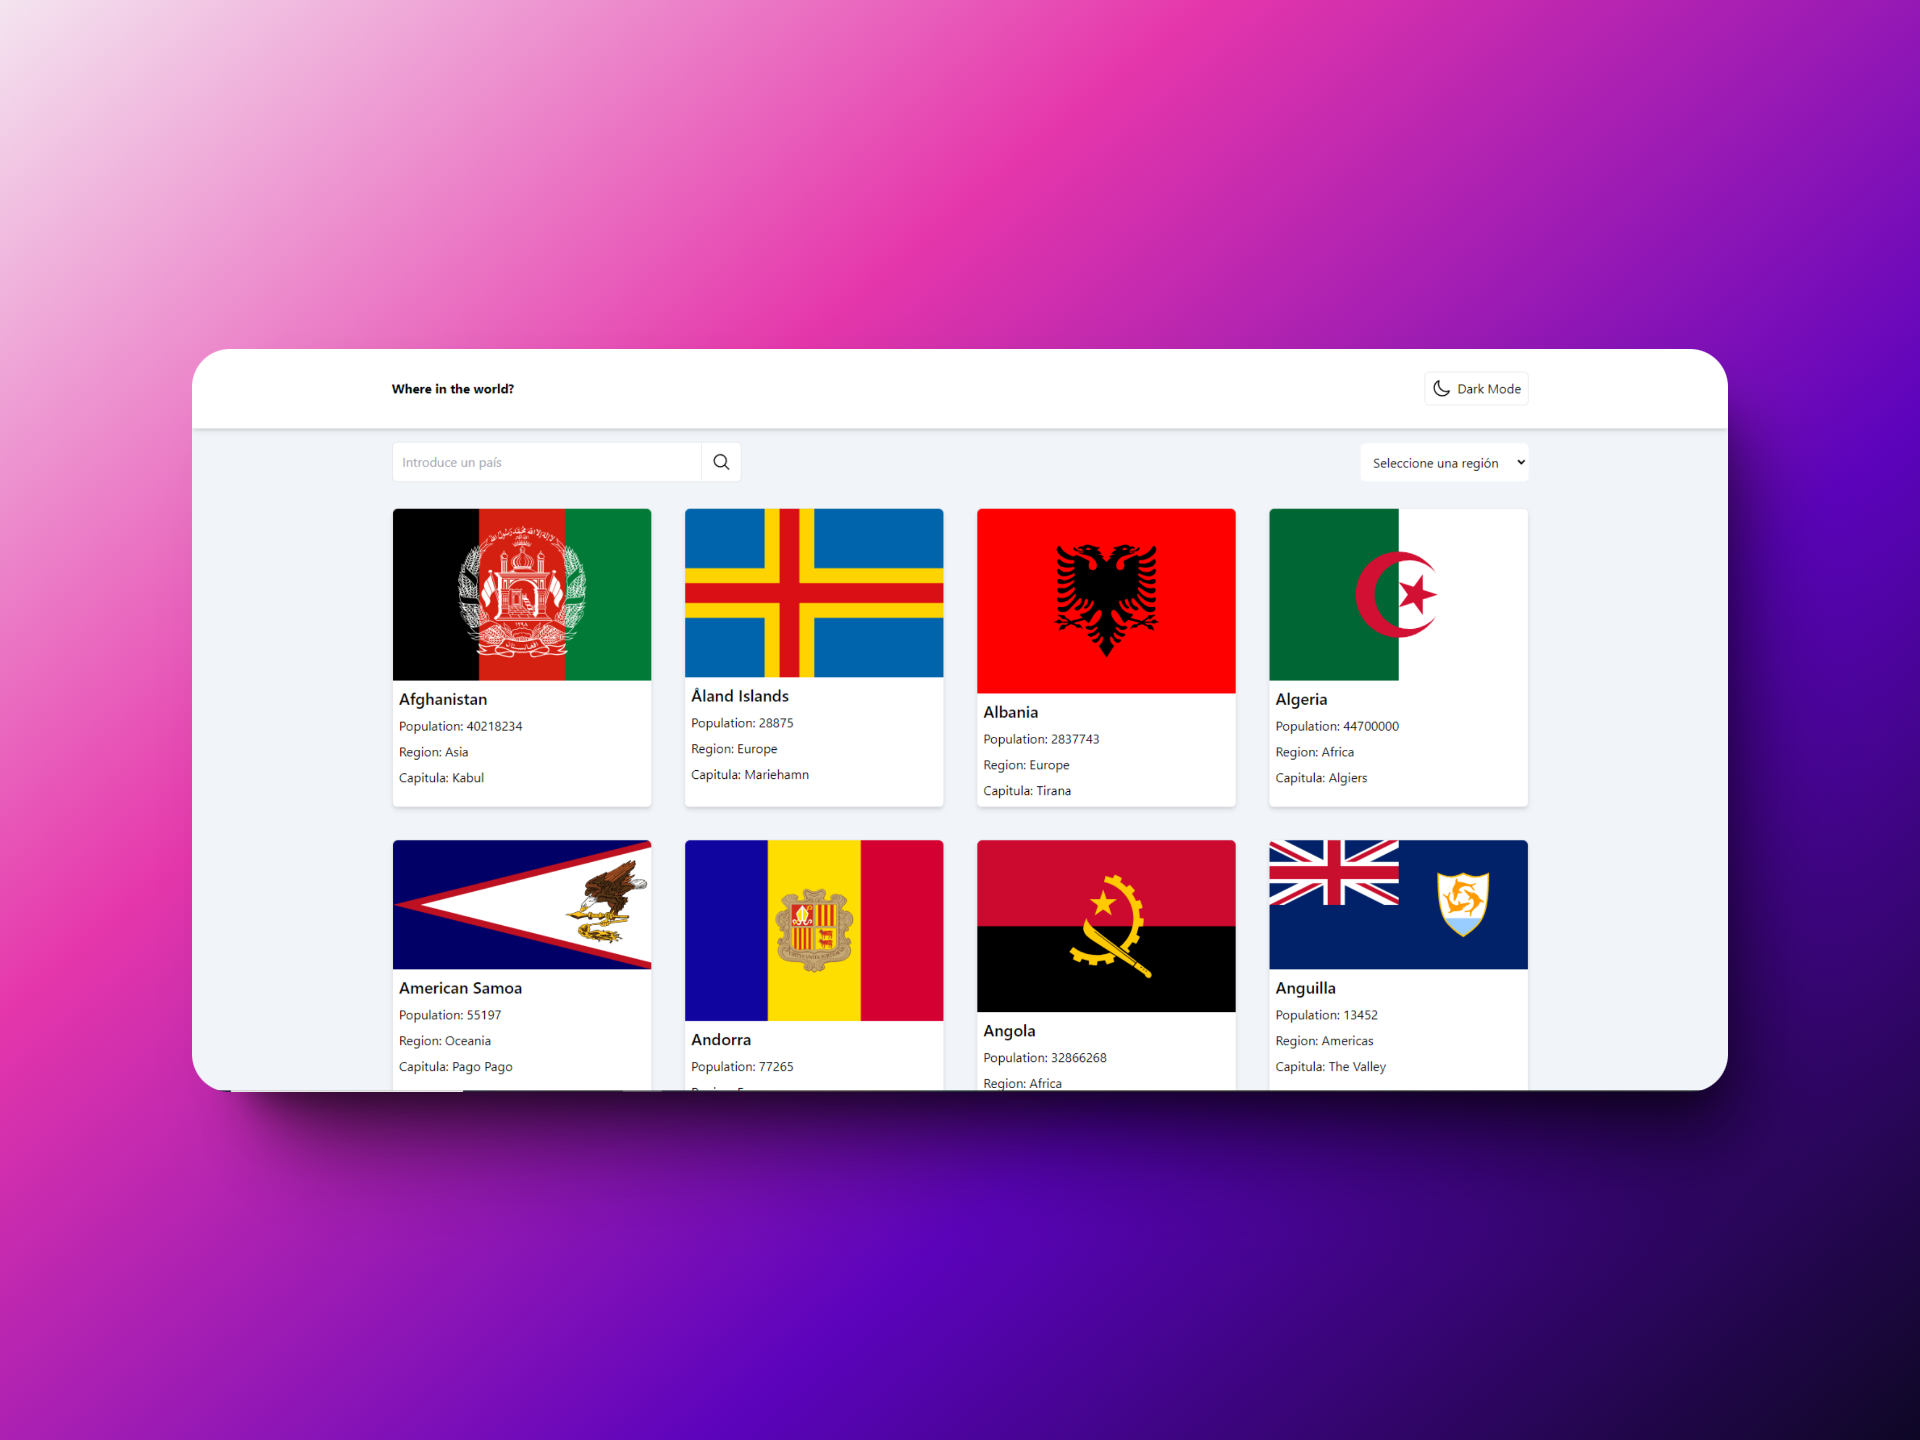 Where in the world?
Dark Mode
Introduce un país
Seleccione una región
Afghanistan
Population: 40218234
Region: Asia
Capitula: Kabul
Åland Islands
Population: 28875
Region: Europe
Capitula: Mariehamn
Albania
Population: 2837743
Region: Europe
Capitula: Tirana
Algeria
Population: 44700000
Region: Africa
Capitula: Algiers
American Samoa
Population: 55197
Region: Oceania
Capitula: Pago Pago
Andorra
Population: 77265
Angola
Population: 32866268
Region: Africa
Anguilla
Population: 13452
Region: Americas
Capitula: The Valley